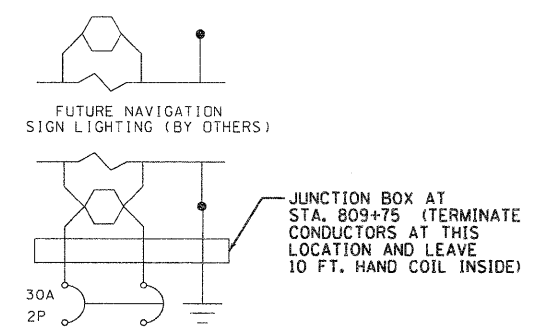 FUTURE NAVIGATION
SIGN LIGHTING (BY OTHERS)
JUNCTION BOX AT
STA. 809+75 (TERMINATE
CONDUCTORS AT THIS
LOCATION AND LEAVE
10 FT. HAND COIL INSIDE)
30A
2P